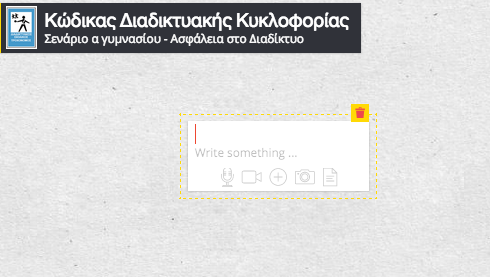 Κώδικας Διαδικτυακής Κυκλοφορίας
Σενάριο α γυμνασίου - Ασφάλεια στο Διαδίκτυο
Write something ...